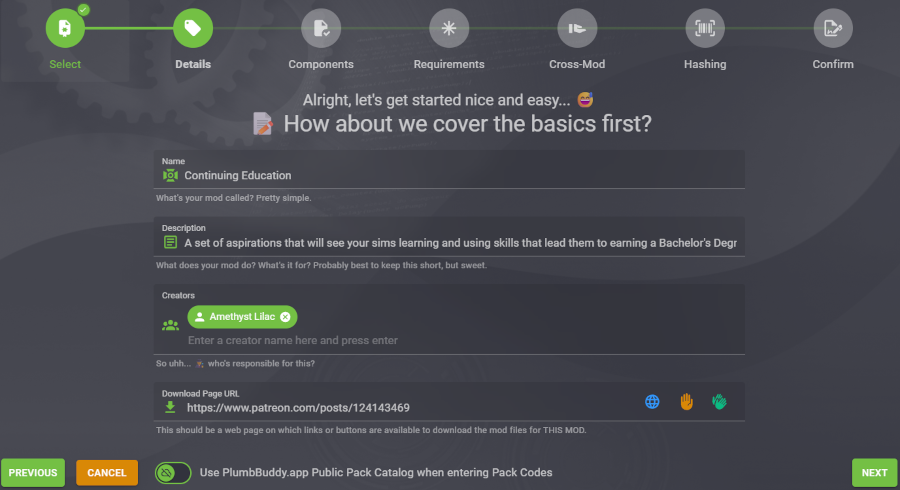 Select
Details
Components
Requirements
Cross-Mod
Hashing
Confirm
Alright, let's get started nice and easy... 😅
📝 How about we cover the basics first?
Name
Continuing Education
What's your mod called? Pretty simple.
Description
A set of aspirations that will see your sims learning and using skills that lead them to earning a Bachelor's Degr
What does your mod do? What's it for? Probably best to keep this short, but sweet.
Creators
Amethyst Lilac
Enter a creator name here and press enter
So uhh... who's responsible for this?
Download Page URL
https://www.patreon.com/posts/124143469
This should be a web page on which links or buttons are available to download the mod files for THIS MOD.
PREVIOUS
CANCEL
Use PlumbBuddy.app Public Pack Catalog when entering Pack Codes
NEXT